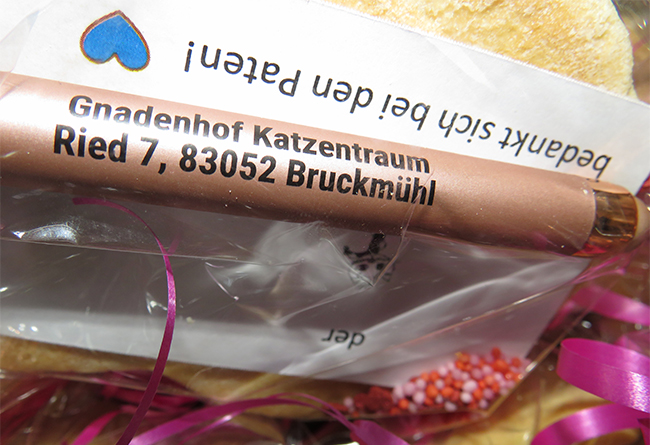 bedankt sich bei den Paten!
Gnadenhof Katzentraum
Ried 7, 83052 Bruckmühl
der